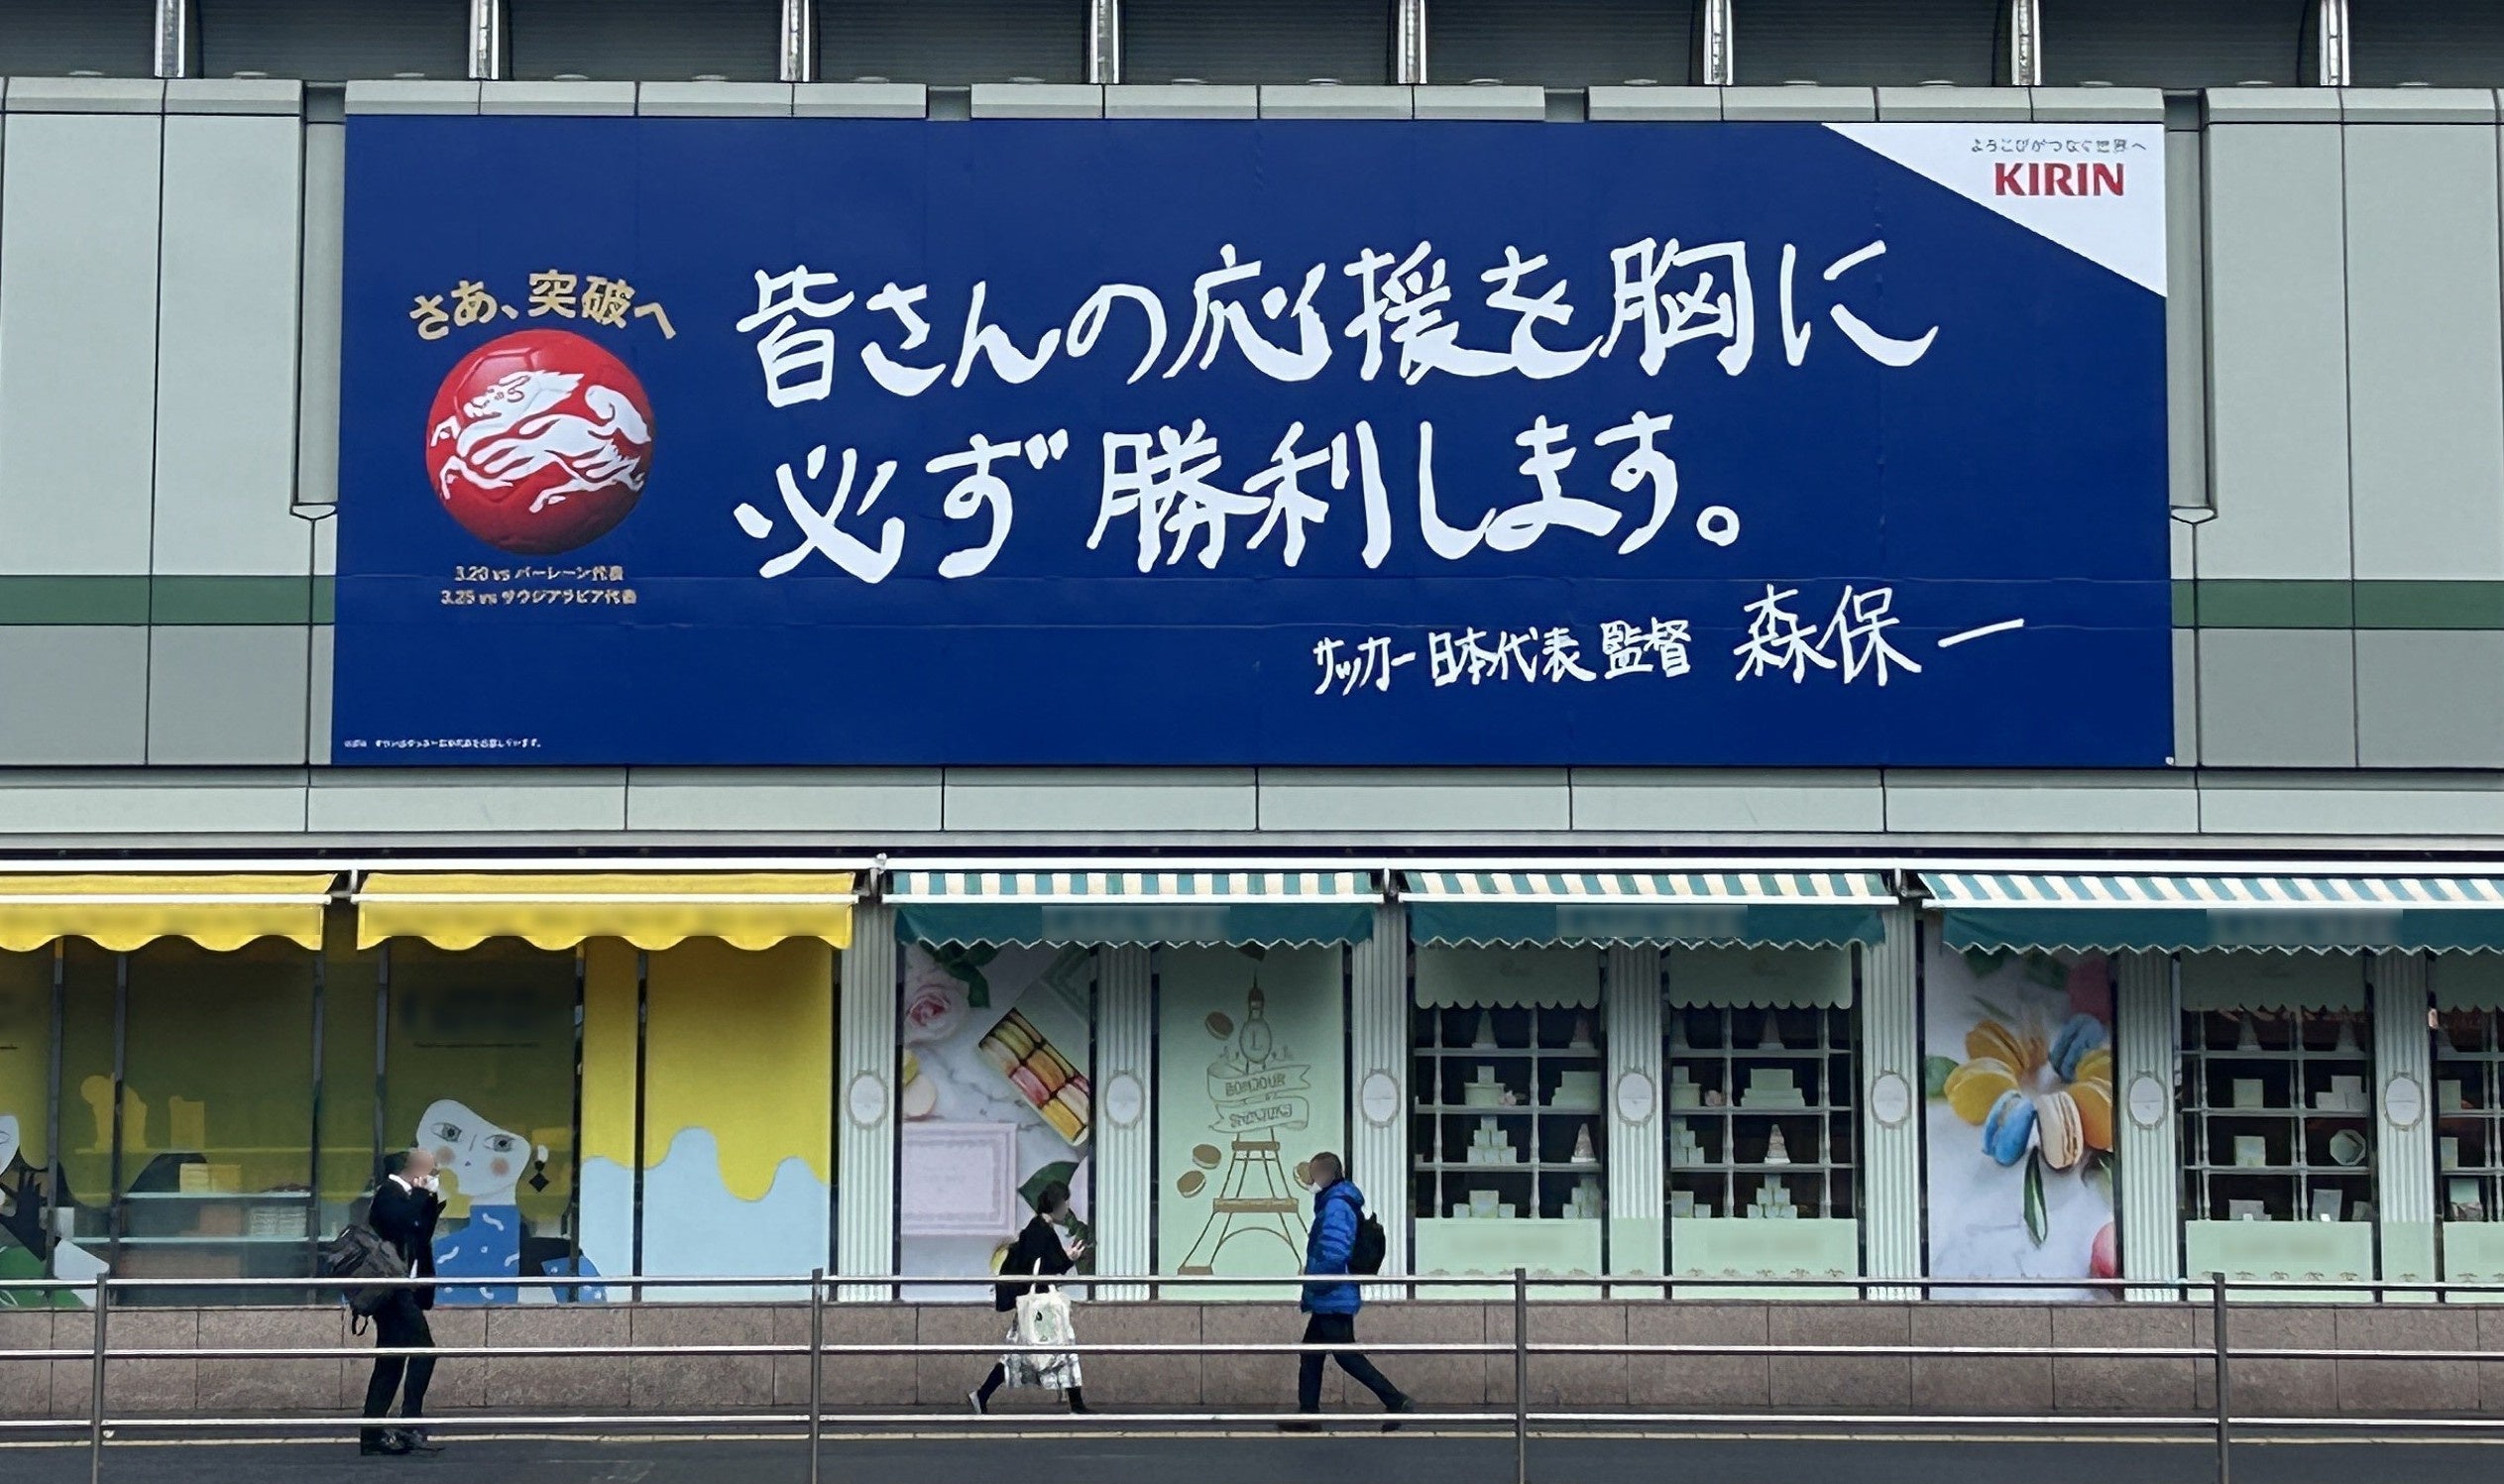 よろこびがつなぐ世界へ
KIRIN
さあ、突破へ
皆さんの応援を胸に
必ず勝利します。
3.20 vs バーレーン代表
3.25 vs サウジアラビア代表
サッカー日本代表 監督 森保 一
BONJOUR